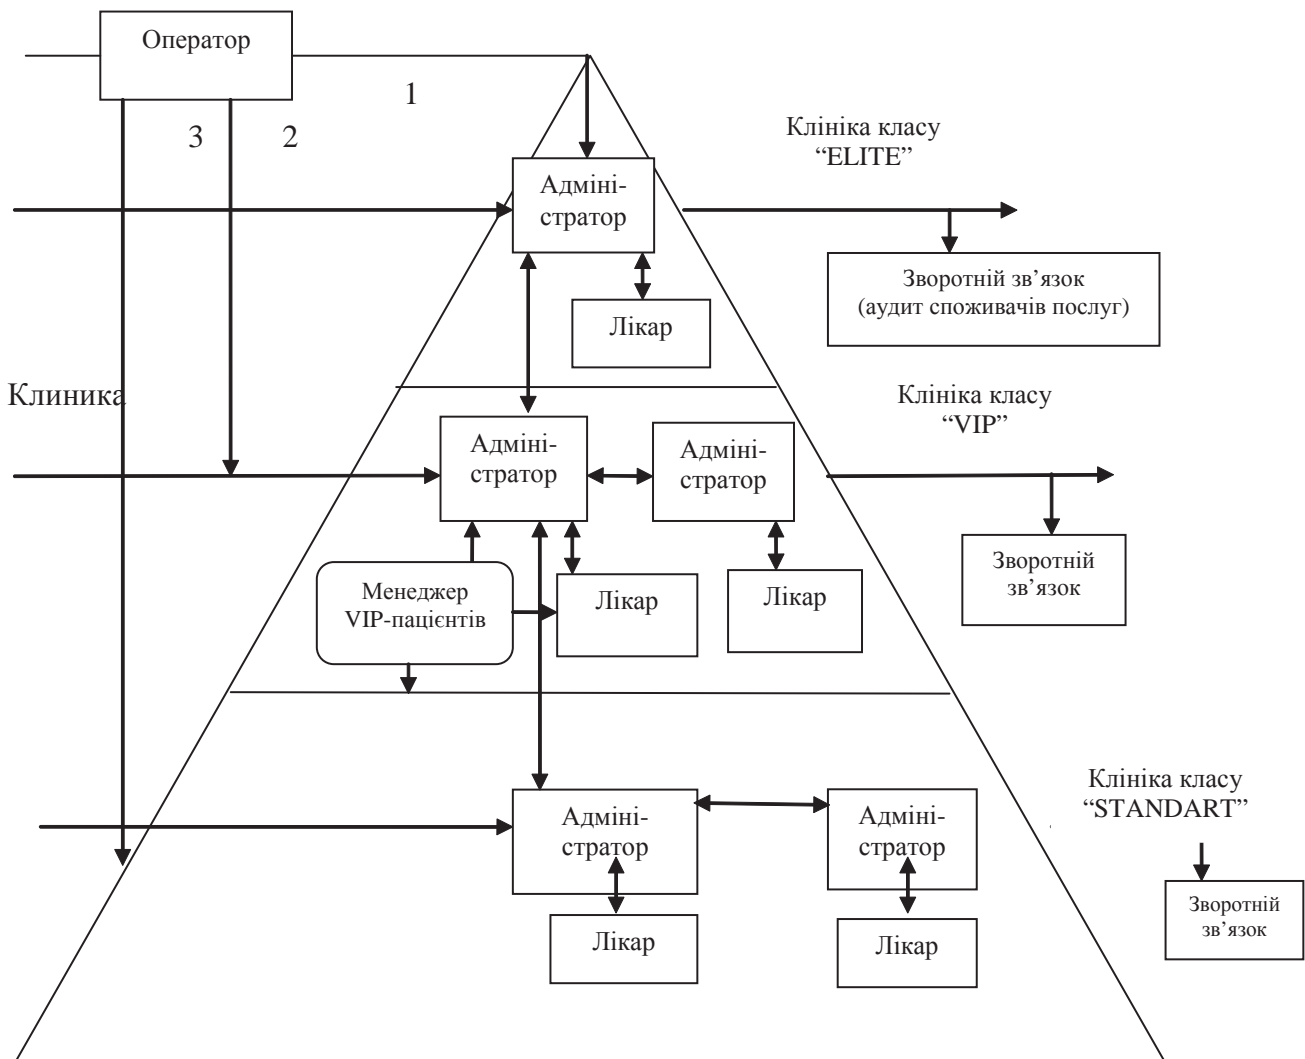 Оператор
1
3
2
Клініка класу
“ELITE”
Адміні-
стратор
Зворотній зв’язок
(аудит споживачів послуг)
Лікар
Клиника
Клініка класу
“VIP”
Адміні-
стратор
Адміні-
стратор
Зворотній
зв’язок
Менеджер
VIP-пацієнтів
Лікар
Лікар
Клініка класу
“STANDART”
Адміні-
стратор
Адміні-
стратор
Зворотній
зв’язок
Лікар
Лікар